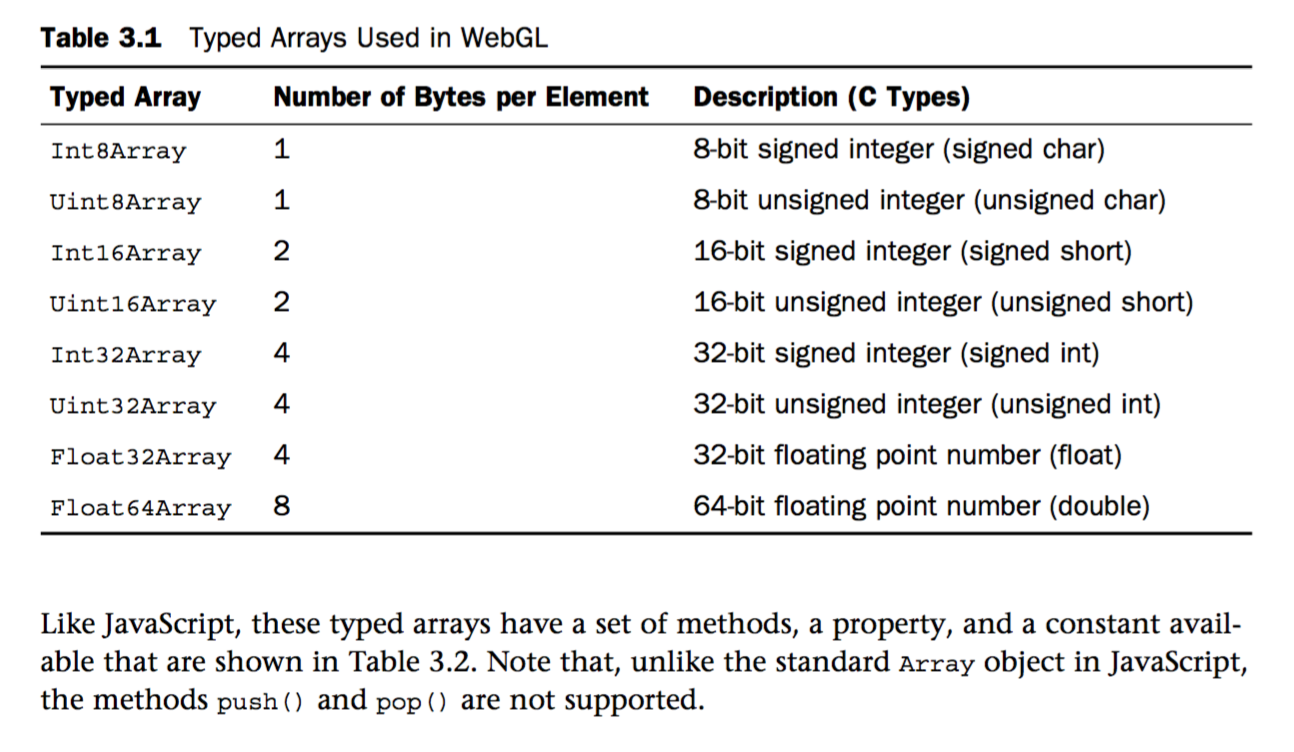 Table 3.1 Typed Arrays Used in WebGL
Typed Array Number of Bytes per Element Description (C Types)
Int8Array 1 8-bit signed integer (signed char)
Uint8Array 1 8-bit unsigned integer (unsigned char)
Int16Array 2 16-bit signed integer (signed short)
Uint16Array 2 16-bit unsigned integer (unsigned short)
Int32Array 4 32-bit signed integer (signed int)
Uint32Array 4 32-bit unsigned integer (unsigned int)
Float32Array 4 32-bit floating point number (float)
Float64Array 8 64-bit floating point number (double)
Like JavaScript, these typed arrays have a set of methods, a property, and a constant avail-
able that are shown in Table 3.2. Note that, unlike the standard Array object in JavaScript,
the methods push() and pop() are not supported.